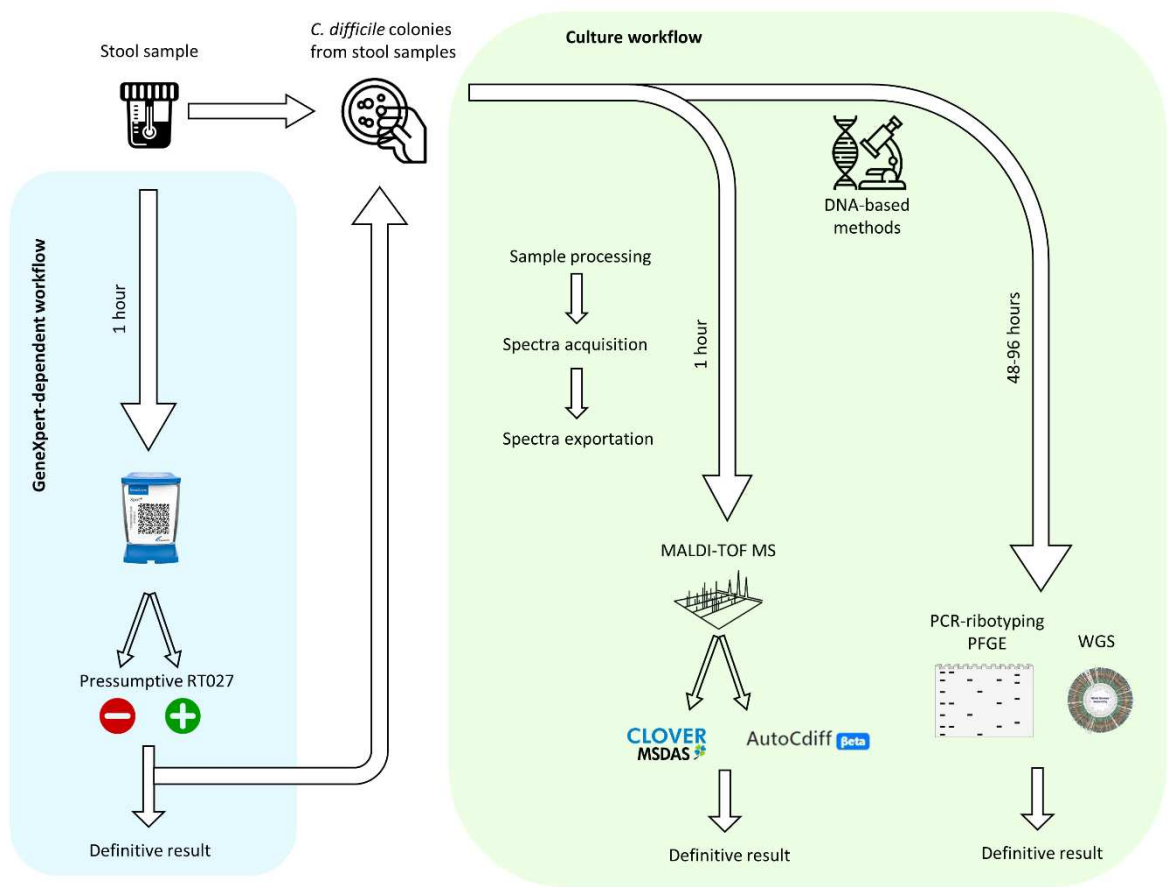 Stool sample
C. difficile colonies
from stool samples
Culture workflow
GeneXpert-dependent workflow
1 hour
Pressumptive RT027
Definitive result
DNA-based
methods
Sample processing
Spectra acquisition
Spectra exportation
1 hour
48-96 hours
MALDI-TOF MS
CLOVER
MSDAS
AutoCdiff βeta
Definitive result
PCR-ribotyping
PFGE
WGS
Definitive result